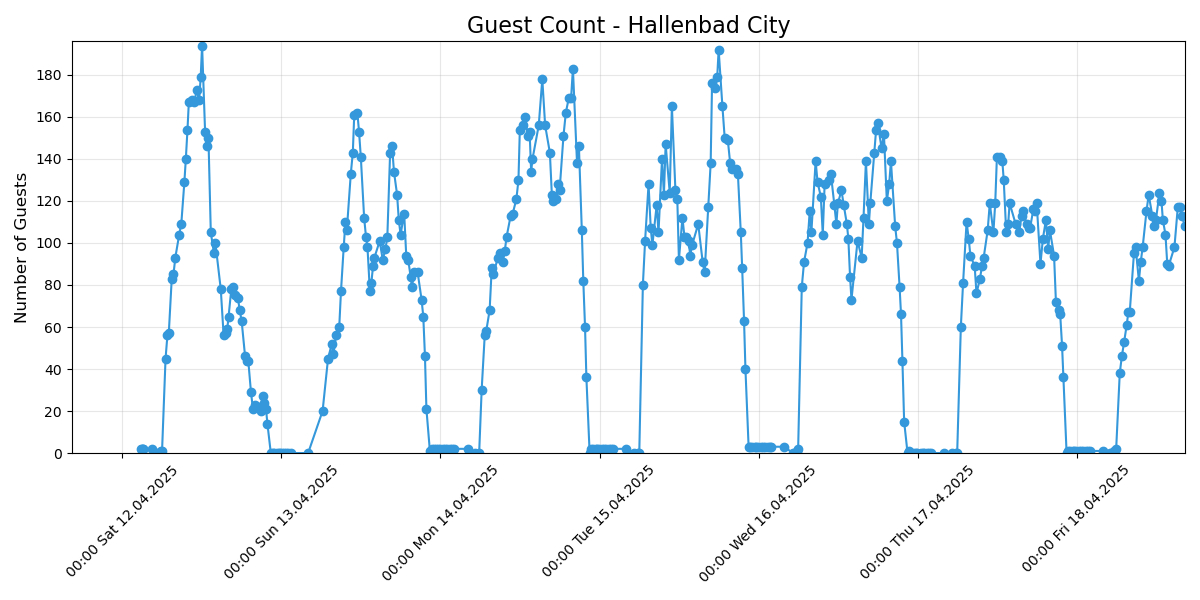 Guest Count - Hallenbad City
Number of Guests
180
160
140
120
100
80
60
40
20
0
00:00 Sat 12.04.2025
00:00 Sun 13.04.2025
00:00 Mon 14.04.2025
00:00 Tue 15.04.2025
00:00 Wed 16.04.2025
00:00 Thu 17.04.2025
00:00 Fri 18.04.2025